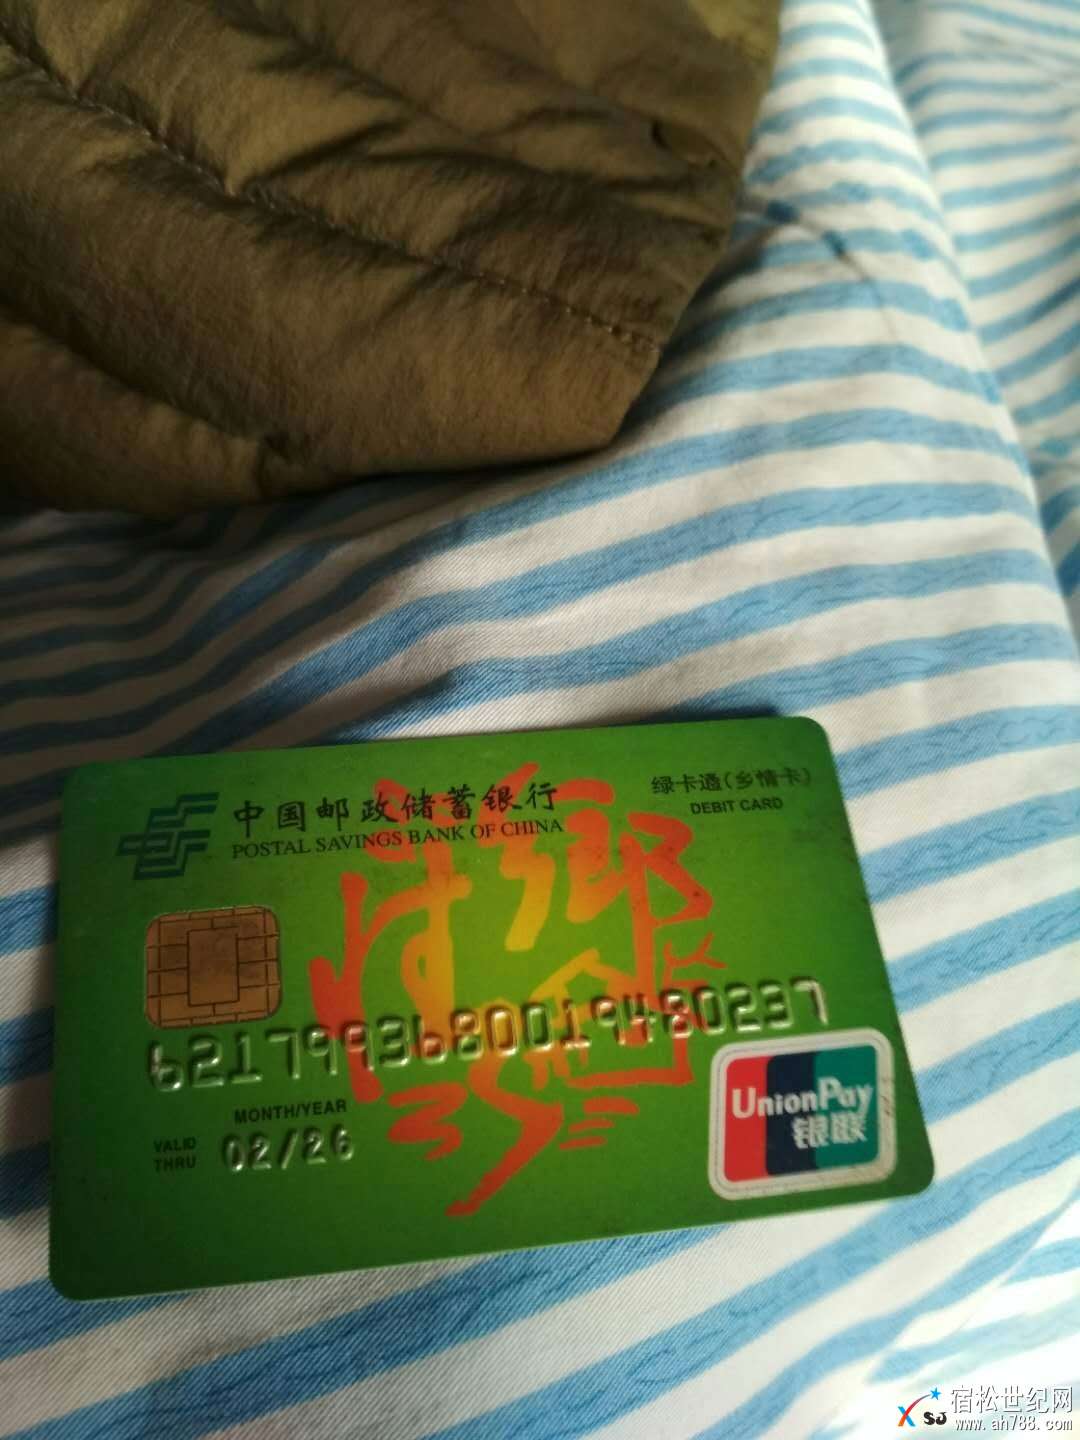 中国邮政储蓄银行
POSTAL SAVINGS BANK OF CHINA
绿卡通(乡情卡)
DEBIT CARD
6217993680019480237
MONTH/YEAR
VALID THRU 02/26
UnionPay
银联
XSJ 宿松世纪网
www.ah788.com